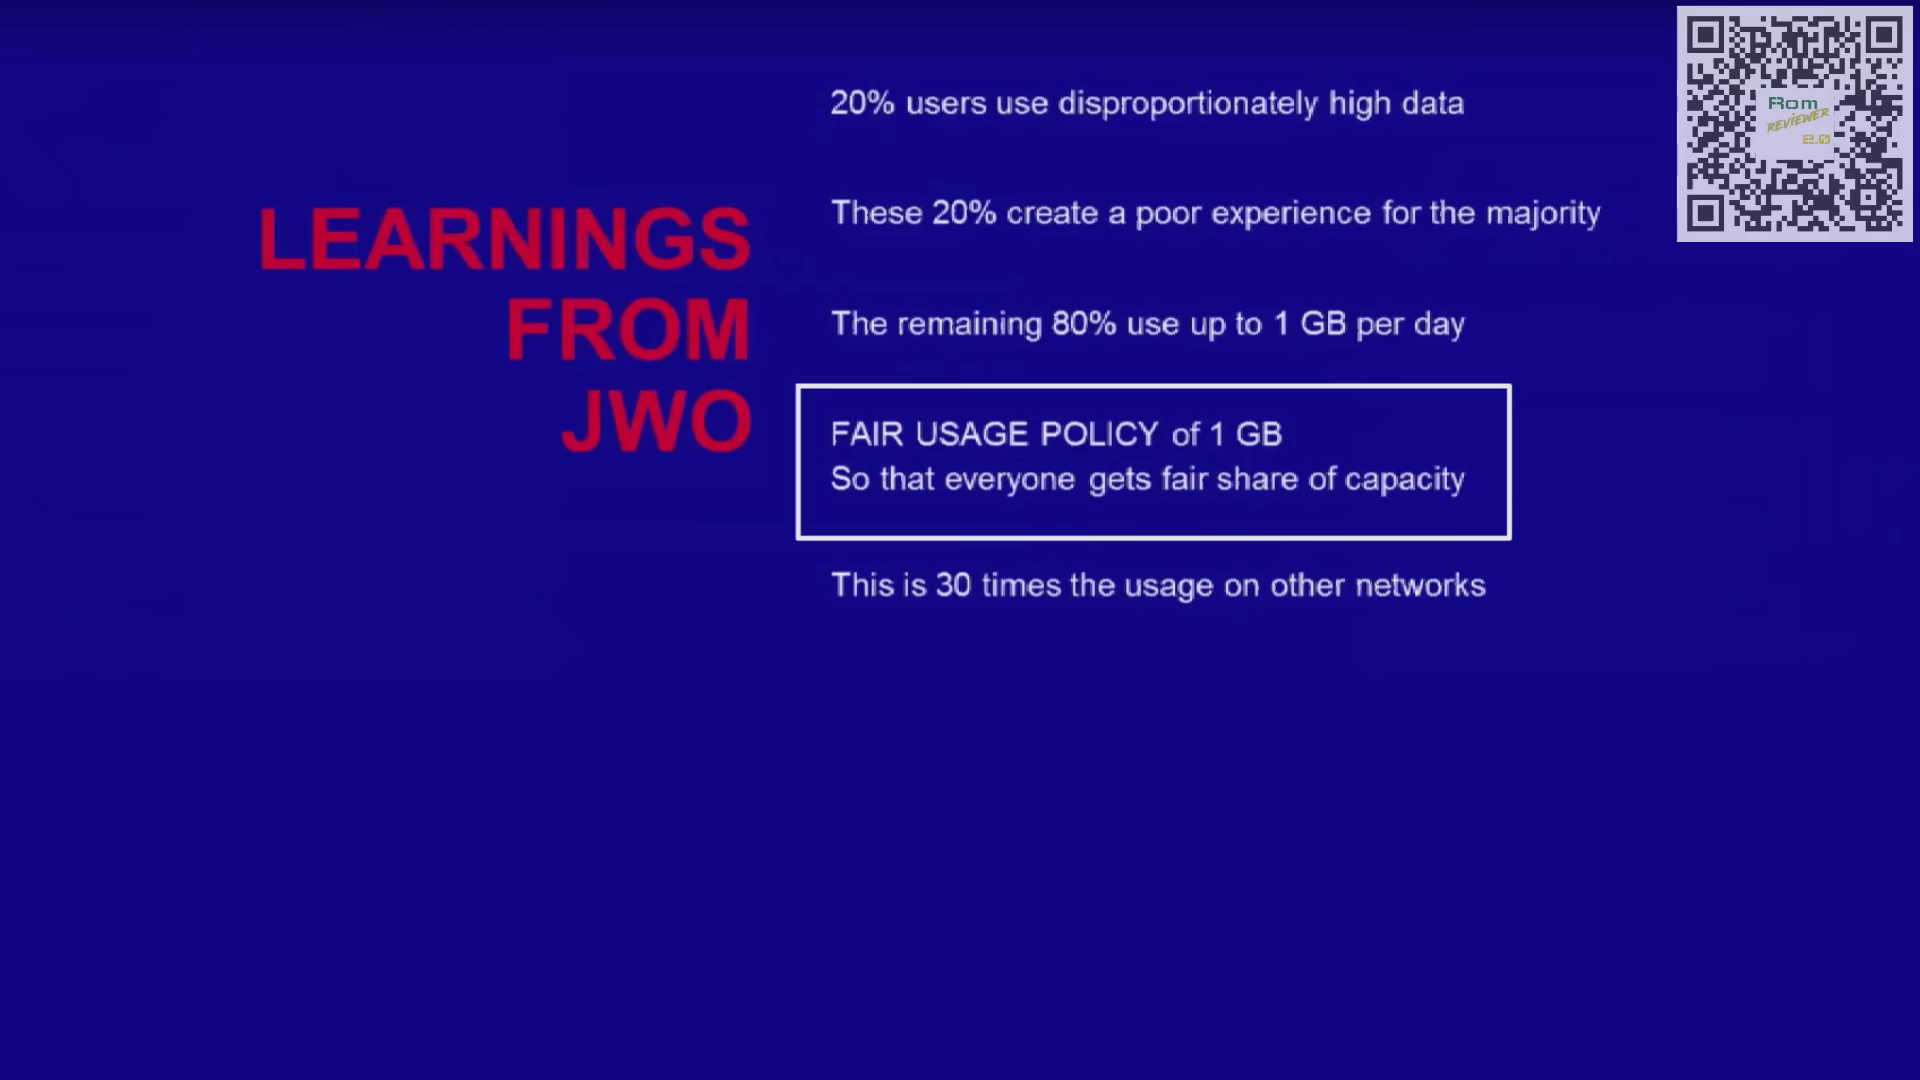 LEARNINGS
FROM
JWO
20% users use disproportionately high data
These 20% create a poor experience for the majority
The remaining 80% use up to 1 GB per day
FAIR USAGE POLICY of 1 GB
So that everyone gets fair share of capacity
This is 30 times the usage on other networks
Rom
REVIEWER
2.0